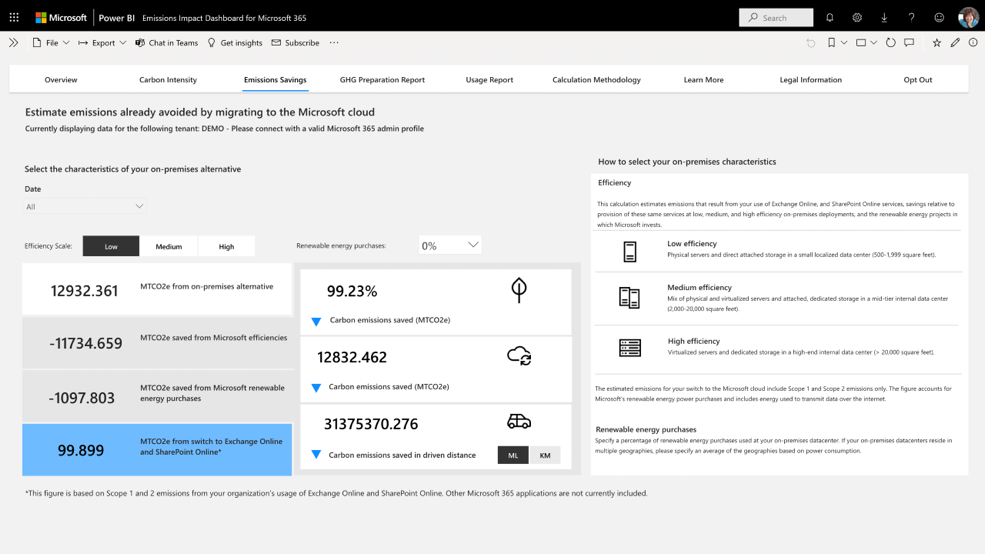 Microsoft Power BI Emissions Impact Dashboard for Microsoft 365 Search
File Export Chat in Teams Get insights Subscribe
Overview Carbon Intensity Emissions Savings GHG Preparation Report Usage Report Calculation Methodology Learn More Legal Information Opt Out
Estimate emissions already avoided by migrating to the Microsoft cloud
Currently displaying data for the following tenant: DEMO - Please connect with a valid Microsoft 365 admin profile
Select the characteristics of your on-premises alternative
Date
All
Efficiency Scale: Low Medium High
Renewable energy purchases: 0%
12932.361 MTCO2e from on-premises alternative
-11734.659 MTCO2e saved from Microsoft efficiencies
-1097.803 MTCO2e saved from Microsoft renewable
energy purchases
99.899 MTCO2e from switch to Exchange Online
and SharePoint Online*
99.23%
Carbon emissions saved (MTCO2e)
12832.462
Carbon emissions saved (MTCO2e)
31375370.276
Carbon emissions saved in driven distance ML KM
How to select your on-premises characteristics
Efficiency
This calculation estimates emissions that result from your use of Exchange Online, and SharePoint Online services, savings relative to
provision of these same services at low, medium, and high efficiency on-premises deployments, and the renewable energy projects in
which Microsoft invests.
Low efficiency
Physical servers and direct attached storage in a small localized data center (500-1,999 square feet).
Medium efficiency
Mix of physical and virtualized servers and attached, dedicated storage in a mid-tier internal data center
(2,000-20,000 square feet).
High efficiency
Virtualized servers and dedicated storage in a high-end internal data center (> 20,000 square feet).
The estimated emissions for your switch to the Microsoft cloud include Scope 1 and Scope 2 emissions only. The figure accounts for
Microsoft's renewable energy power purchases and includes energy used to transmit data over the internet.
Renewable energy purchases
Specify a percentage of renewable energy purchases used at your on-premises datacenter. If your on-premises datacenters reside in
multiple geographies, please specify an average of the geographies based on power consumption.
*This figure is based on Scope 1 and 2 emissions from your organization's usage of Exchange Online and SharePoint Online. Other Microsoft 365 applications are not currently included.